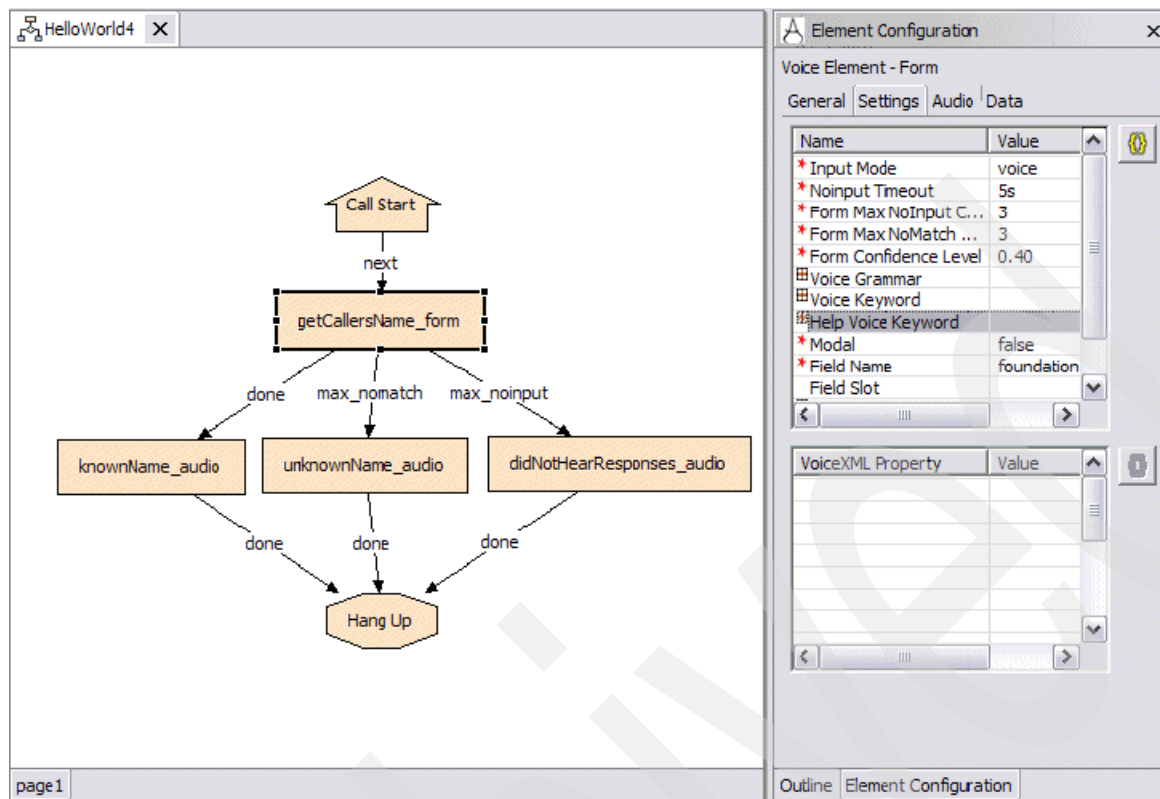 HelloWorld4
Call Start
next
getCallersName_form
done
max_nomatch
max_noinput
knownName_audio
unknownName_audio
didNotHearResponses_audio
done
done
done
Hang Up
page1
Element Configuration
Voice Element - Form
General Settings Audio Data
Name Value
* Input Mode voice
* Noinput Timeout 5s
* Form Max NoInput C... 3
* Form Max NoMatch ... 3
* Form Confidence Level 0.40
Voice Grammar
Voice Keyword
Help Voice Keyword
* Modal false
* Field Name foundation
Field Slot
VoiceXML Property Value
Outline Element Configuration